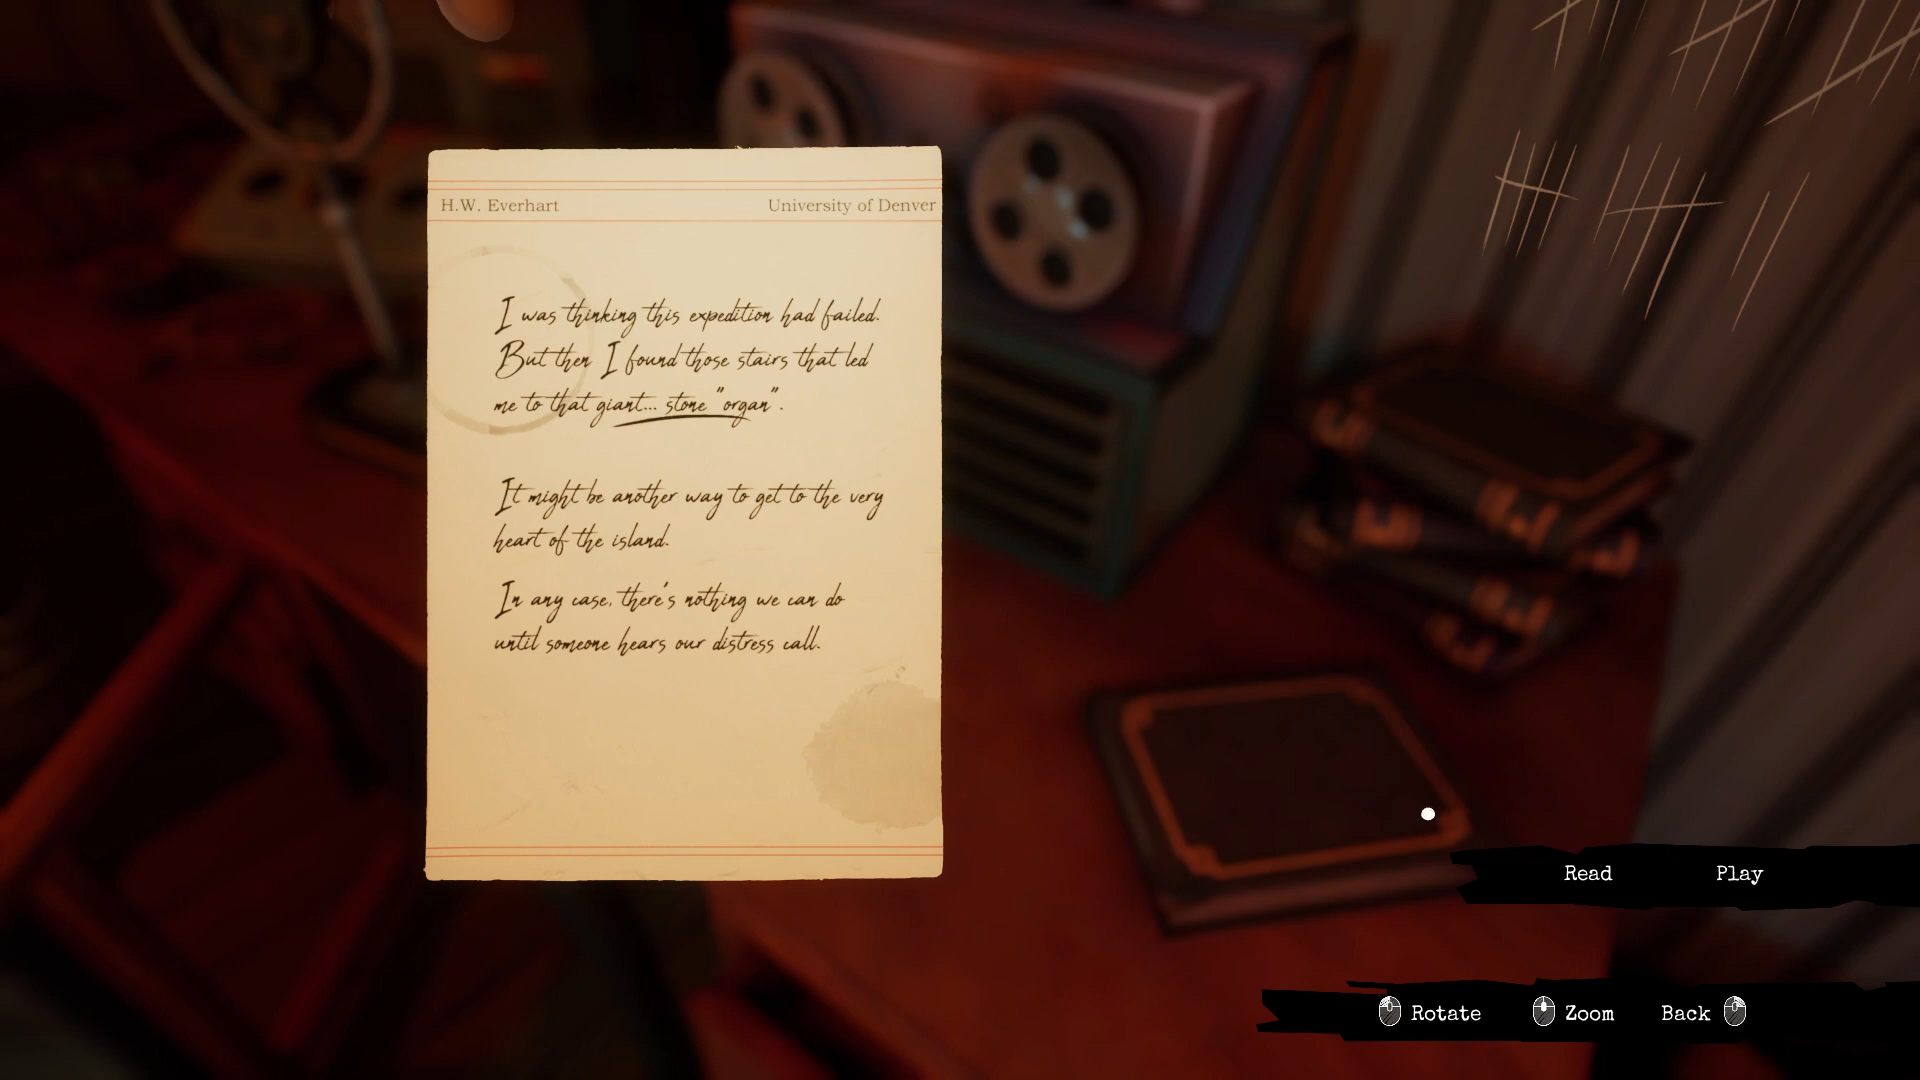 H.W. Everhart University of Denver
I was thinking this expedition had failed.
But then I found those stairs that led
me to that giant... stone "organ".
It might be another way to get to the very
heart of the island.
In any case, there's nothing we can do
until someone hears our distress call.
Read Play
Rotate Zoom Back